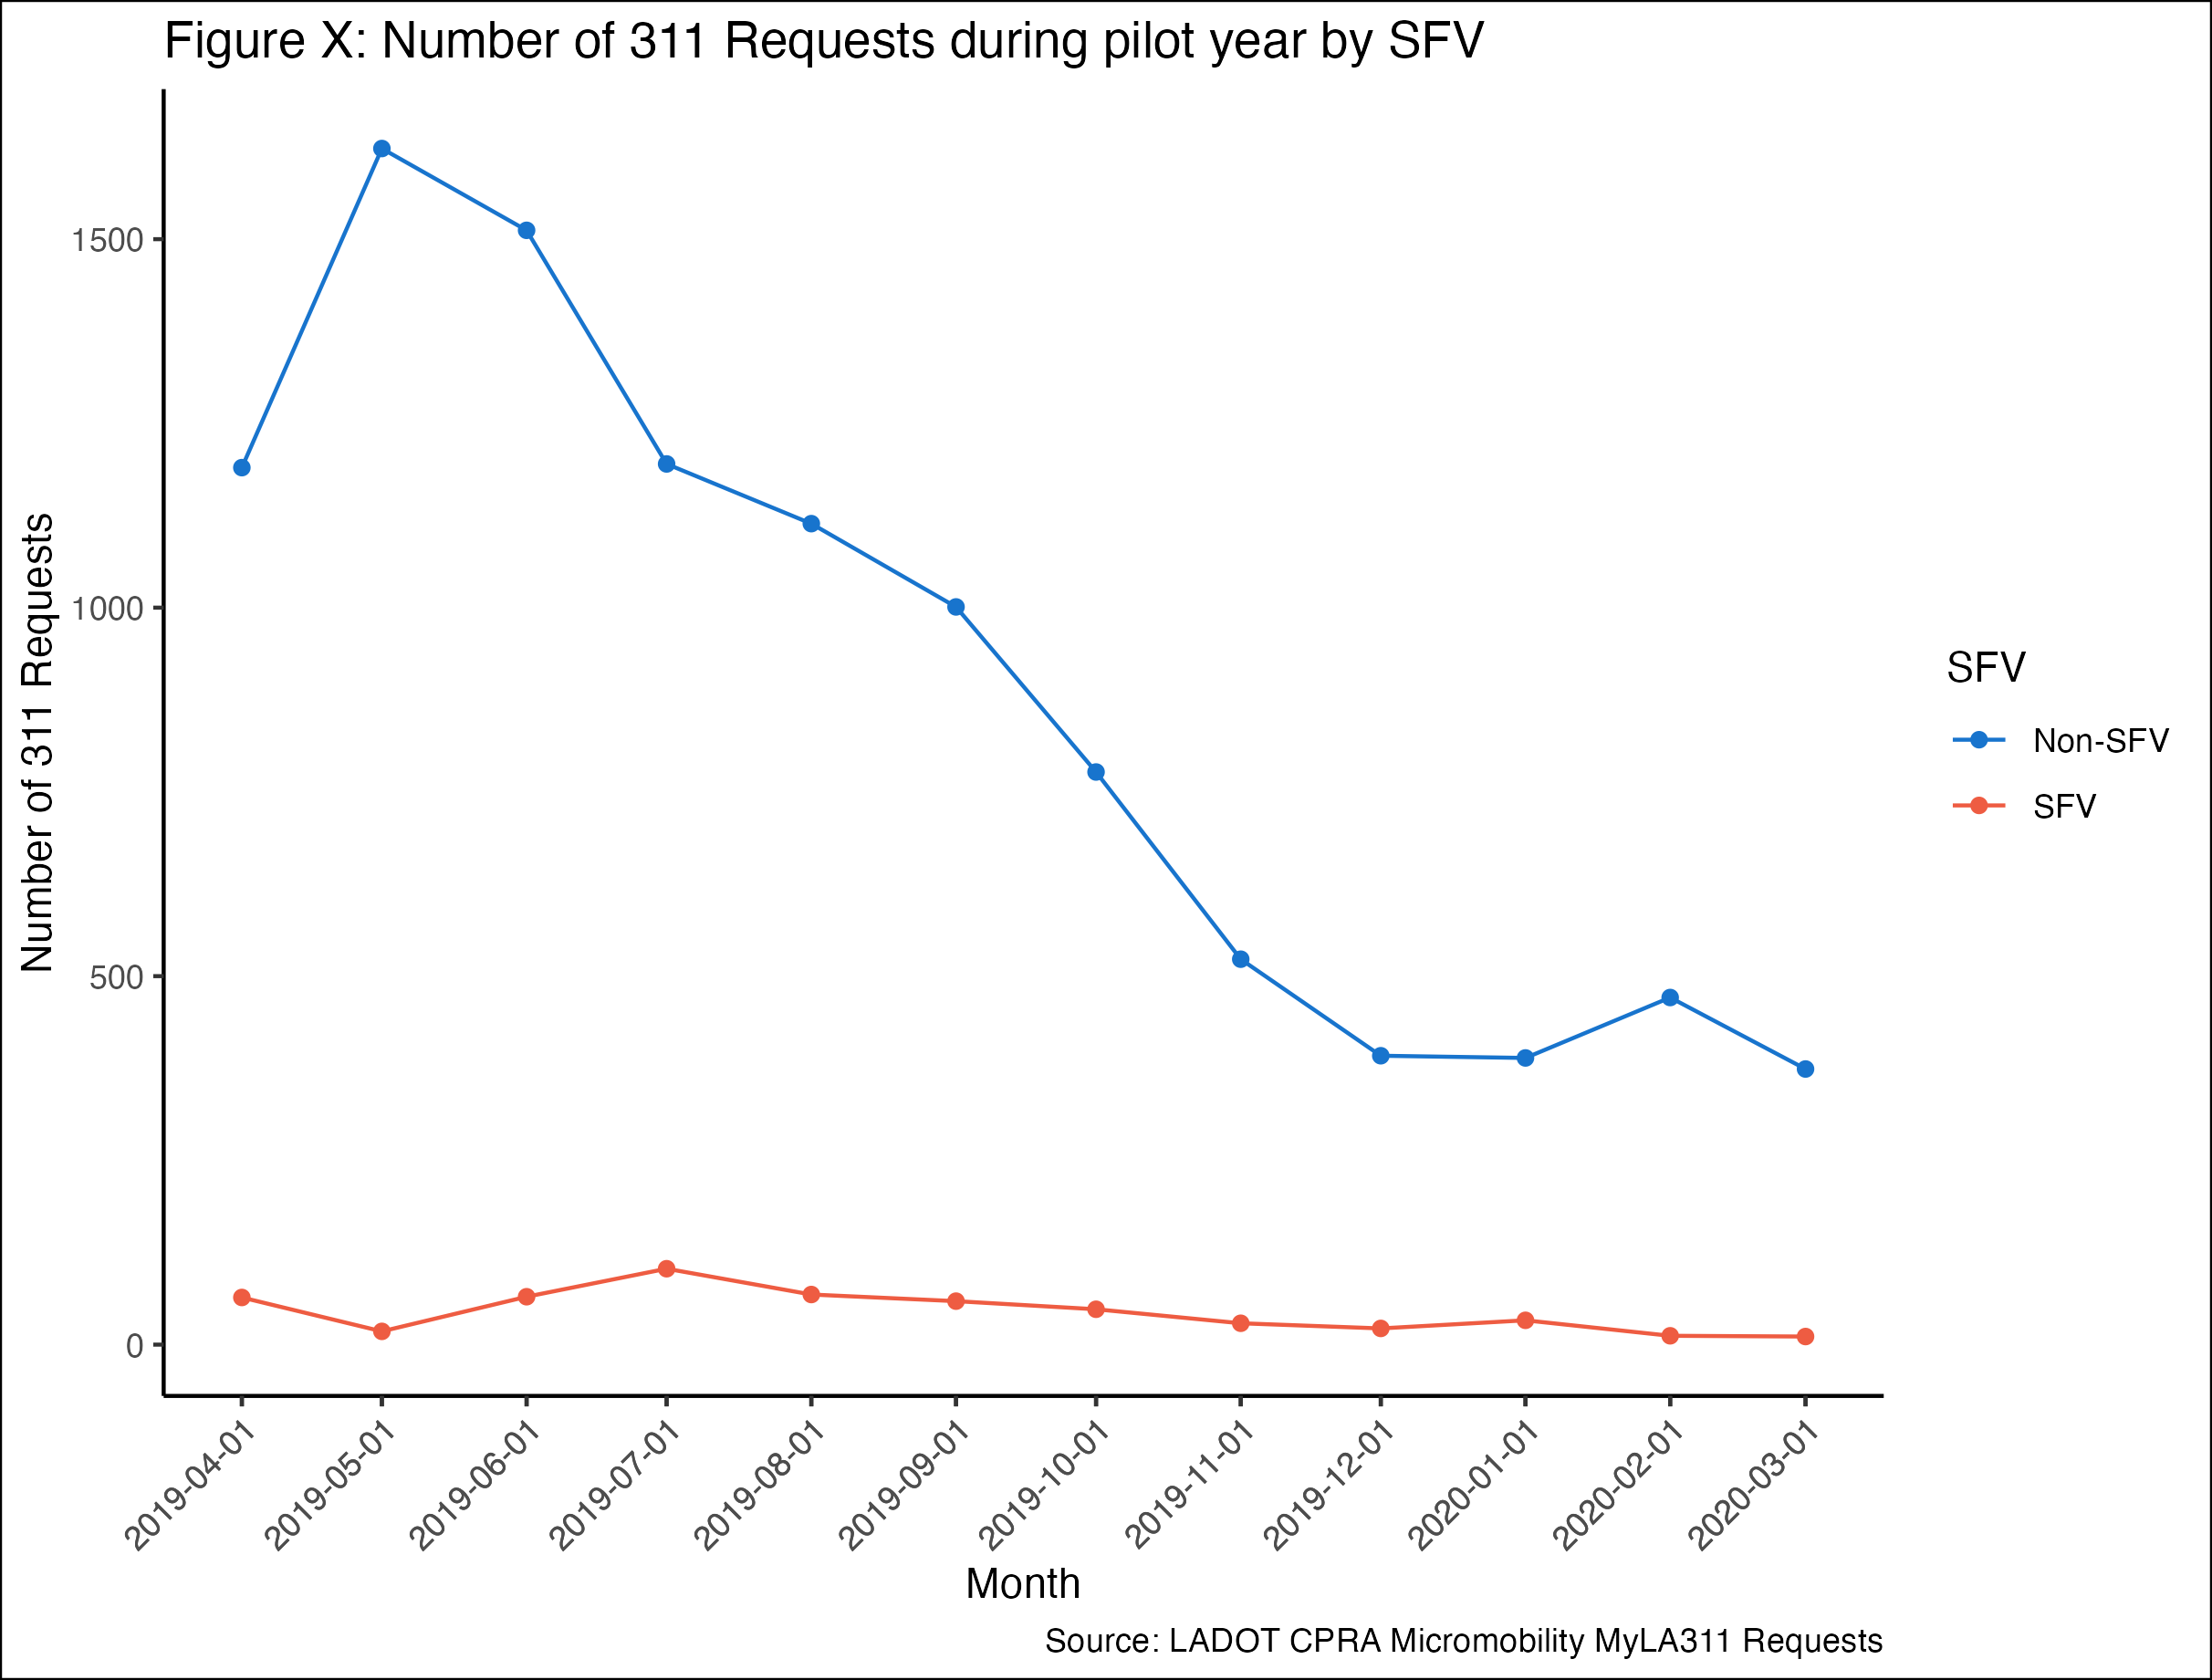 Figure X: Number of 311 Requests during pilot year by SFV
Number of 311 Requests
1500
1000
500
0
2019-04-01
2019-05-01
2019-06-01
2019-07-01
2019-08-01
2019-09-01
2019-10-01
2019-11-01
2019-12-01
2020-01-01
2020-02-01
2020-03-01
Month
SFV
Non-SFV
SFV
Source: LADOT CPRA Micromobility MyLA311 Requests